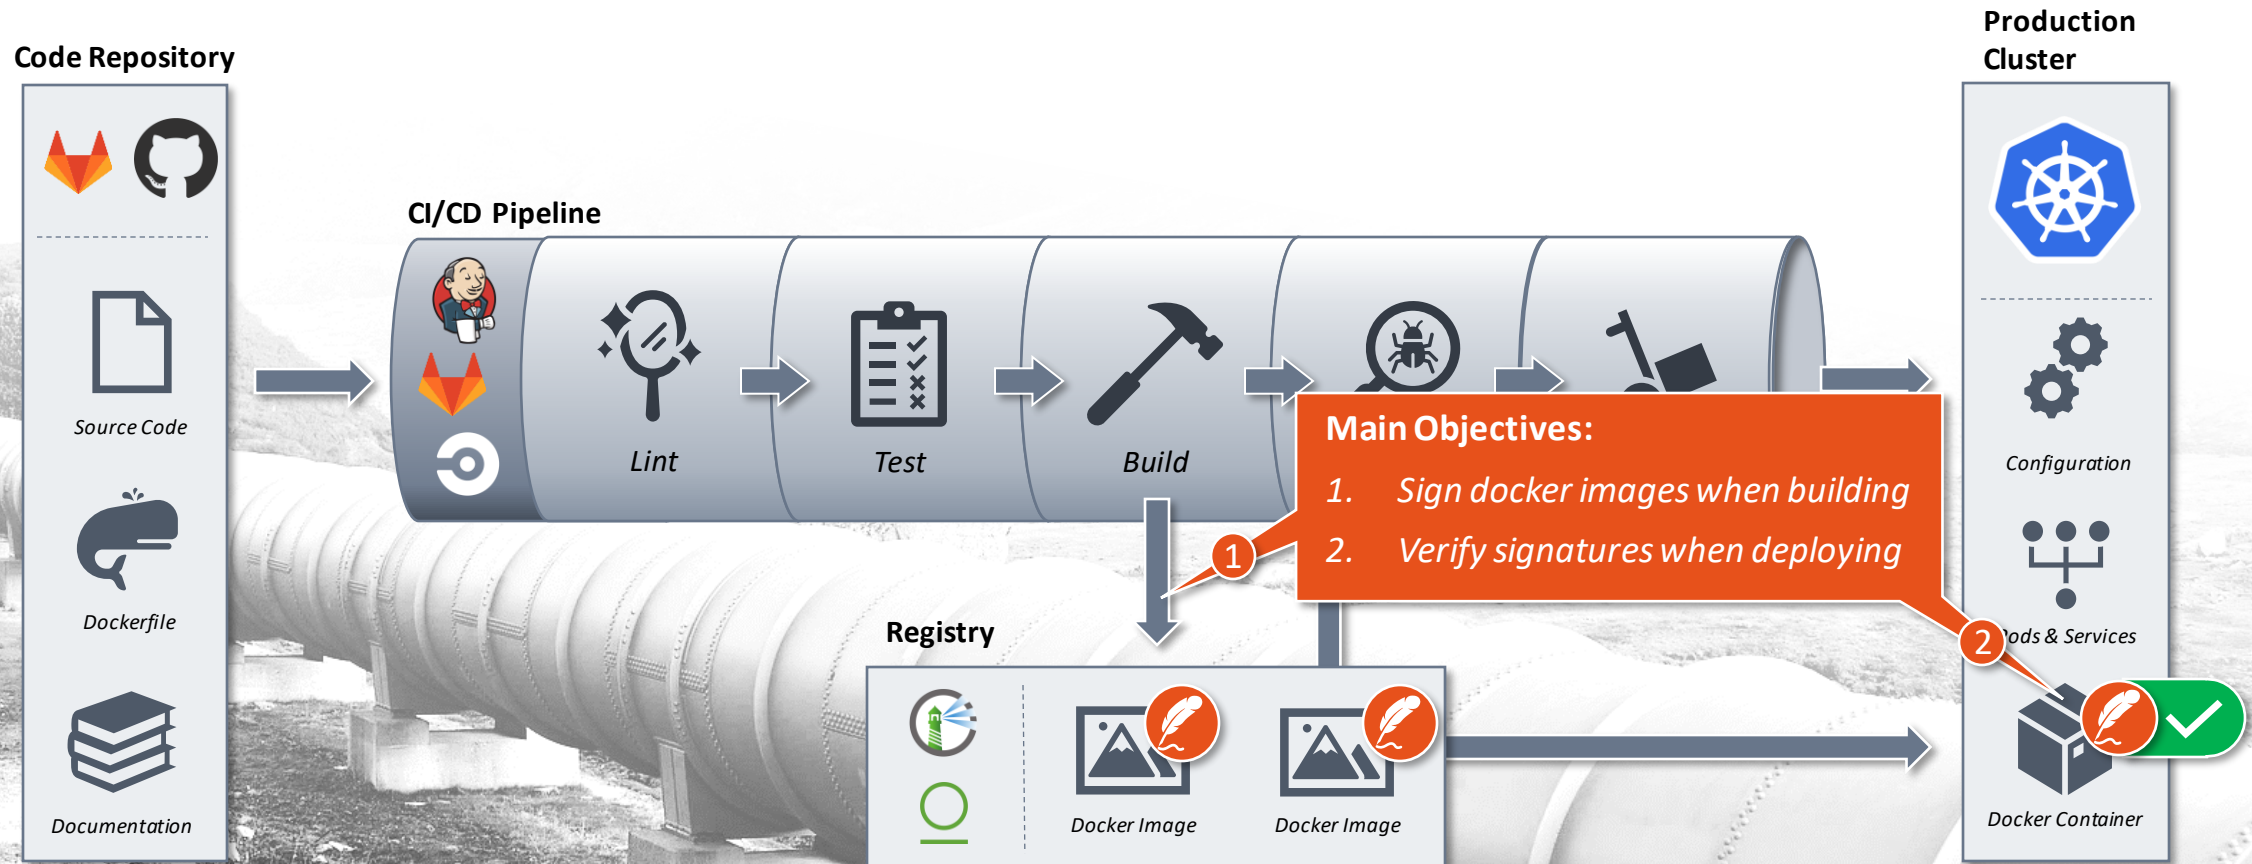 Code Repository
Source Code
Dockerfile
Documentation
CI/CD Pipeline
Lint
Test
Build
Main Objectives:
1. Sign docker images when building
2. Verify signatures when deploying
1
2
Registry
Docker Image
Docker Image
Production
Cluster
Configuration
& Services
Docker Container